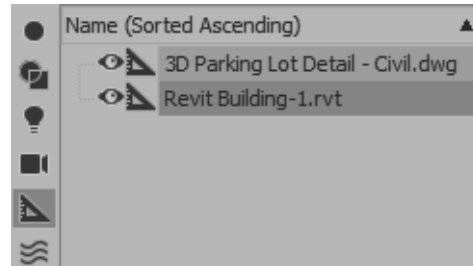 Name (Sorted Ascending)
3D Parking Lot Detail - Civil.dwg
Revit Building-1.rvt